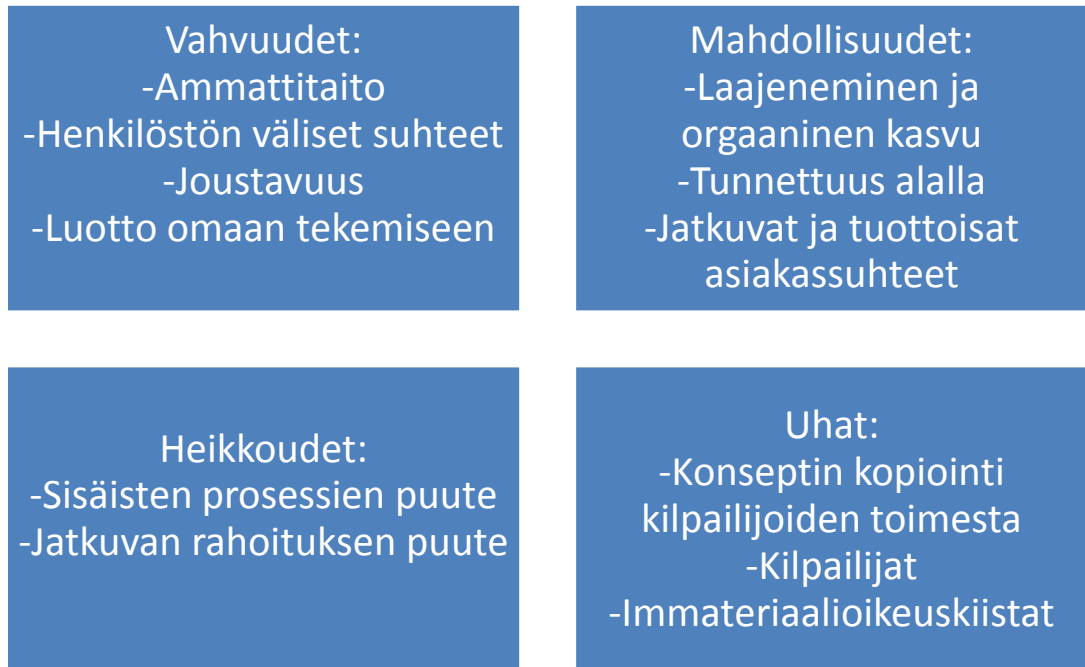 Vahvuudet:
-Ammattitaito
-Henkilöstön väliset suhteet
-Joustavuus
-Luotto omaan tekemiseen
Mahdollisuudet:
-Laajeneminen ja
orgaaninen kasvu
-Tunnettuus alalla
-Jatkuvat ja tuottoisat
asiakassuhteet
Heikkoudet:
-Sisäisten prosessien puute
-Jatkuvan rahoituksen puute
Uhat:
-Konseptin kopiointi
kilpailijoiden toimesta
-Kilpailijat
-Immateriaalioikeuskiistat